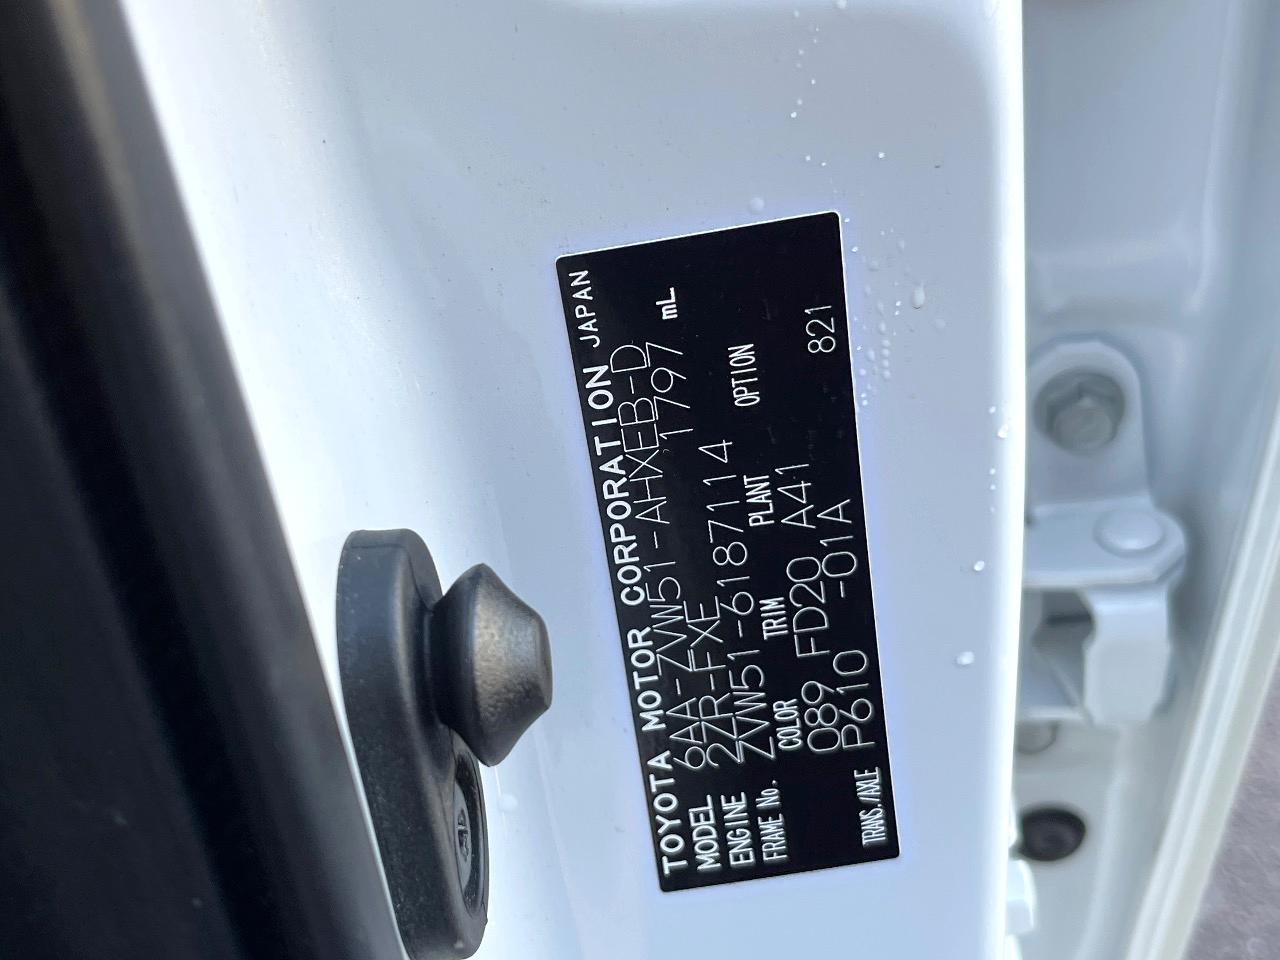 TOYOTA MOTOR CORPORATION JAPAN
MODEL 6AA-ZVW51-AHXEB-D
ENGINE 2ZR-FXE , 1797 mL
FRAME No. ZVW51-6187114
COLOR TRIM PLANT OPTION
089 FD20 A41 821
TRANS./AXLE P610 -01A